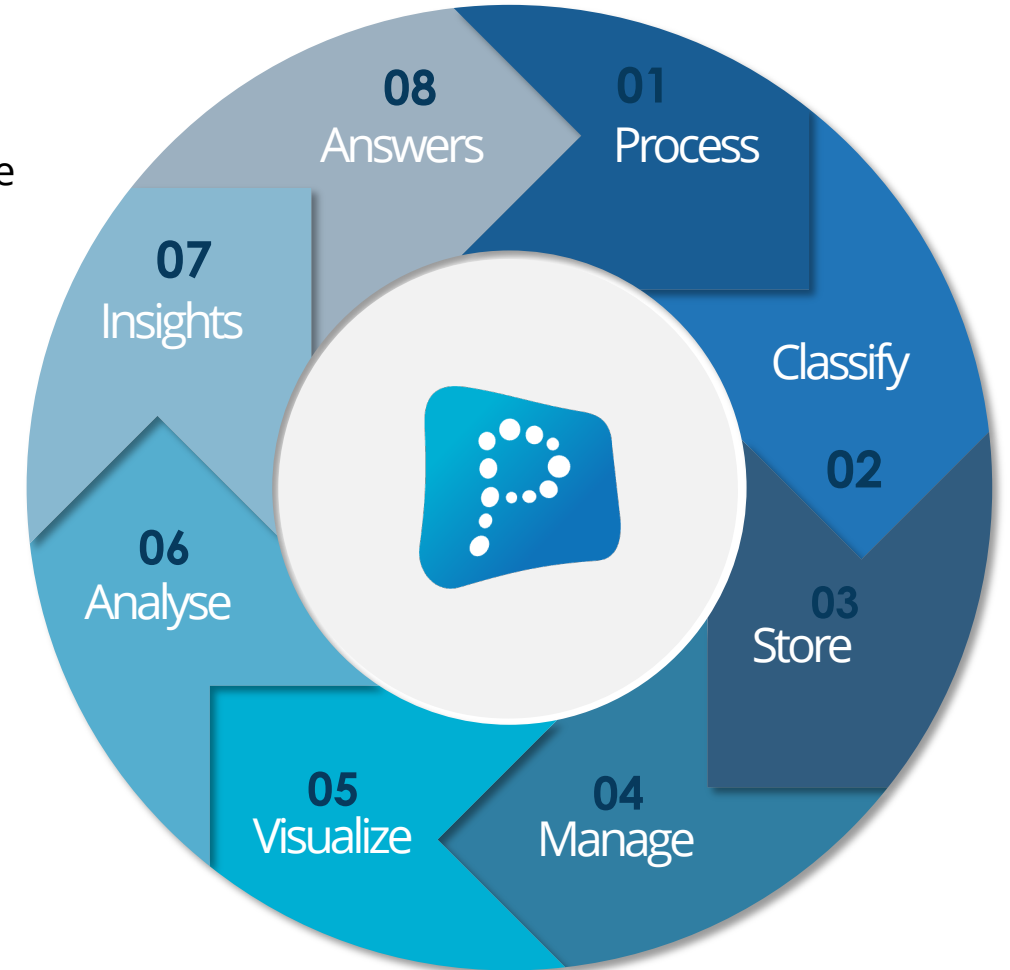 e
01
Process
Classify
02
03
Store
04
Manage
05
Visualize
06
Analyse
07
Insights
08
Answers
P